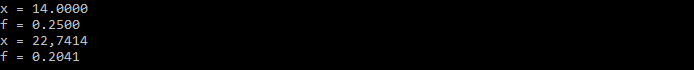 x = 14.0000
f = 0.2500
x = 22,7414
f = 0.2041